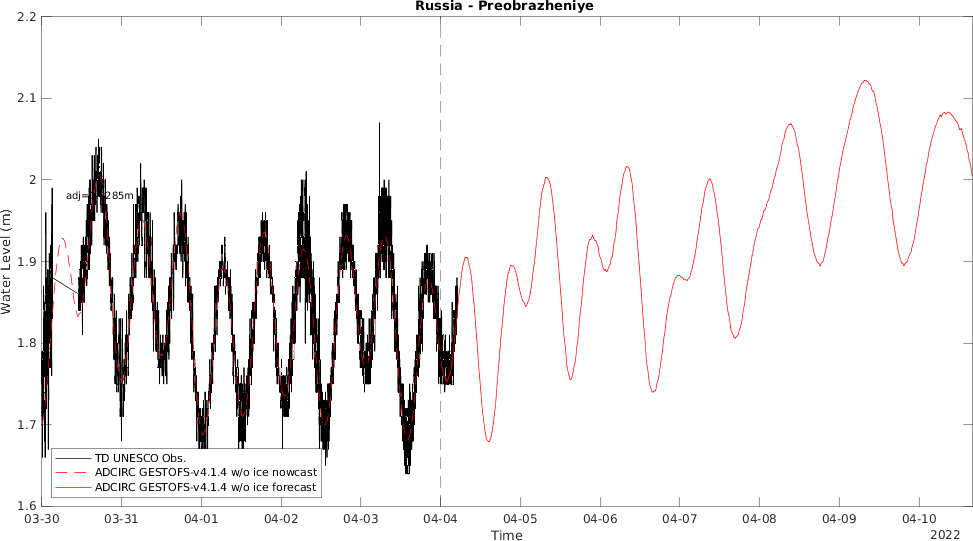 Russia - Preobrazheniye
2.2
2.1
2
1.9
1.8
1.7
1.6
Water Level (m)
TD UNESCO Obs.
ADCIRC GESTOFS-v4.1.4 w/o ice nowcast
ADCIRC GESTOFS-v4.1.4 w/o ice forecast
03-30 03-31 04-01 04-02 04-03 04-04 04-05 04-06 04-07 04-08 04-09 04-10
Time
2022